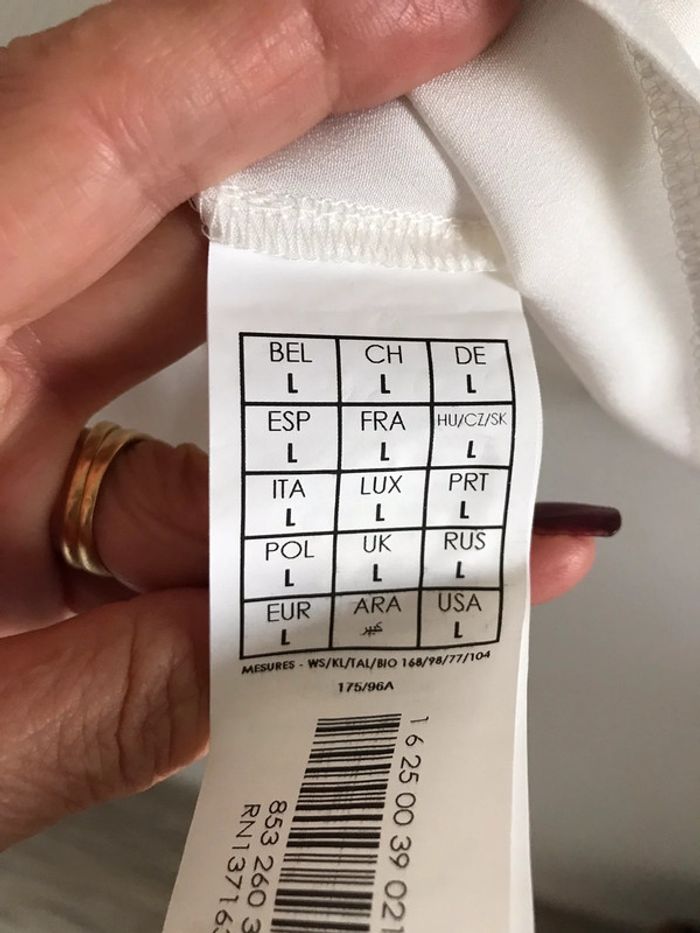 BEL CH DE
L L L
ESP FRA HU/CZ/SK
L L L
ITA LUX PRT
L L L
POL UK RUS
L L L
EUR ARA USA
L كبير L
MESURES - WS/KL/TAL/BIO 168/98/77/104
175/96A
1 6 25 00 39 021
853 260 3
RN13716